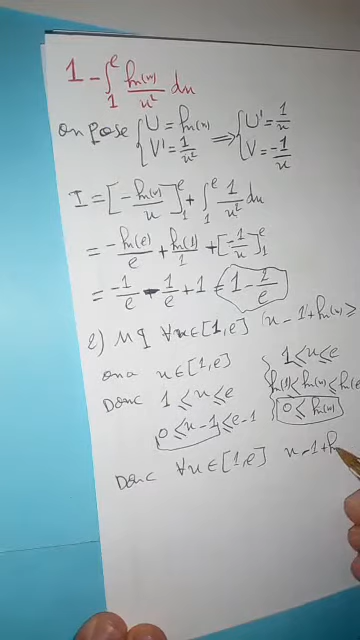 1 - ∫₁ᵉ ln(x)/x² dx
on pose { U = ln(x) ⟹ { U' = 1/x
{ V' = 1/x² { V = -1/x
I = [-ln(x)/x]₁ᵉ + ∫₁ᵉ 1/x² dx
= -ln(e)/e + ln(1)/1 + [-1/x]₁ᵉ
= -1/e - 1/e + 1 = 1 - 2/e
2) Mq ∀x∈[1,e] (x-1)+ln(x) ≥
on a x∈[1,e]
Donc 1 ≤ x ≤ e
0 ≤ x-1 ≤ e-1
1 ≤ x ≤ e
ln(1) ≤ ln(x) ≤ ln(e)
0 ≤ ln(x)
Donc ∀x∈[1,e] x-1+l